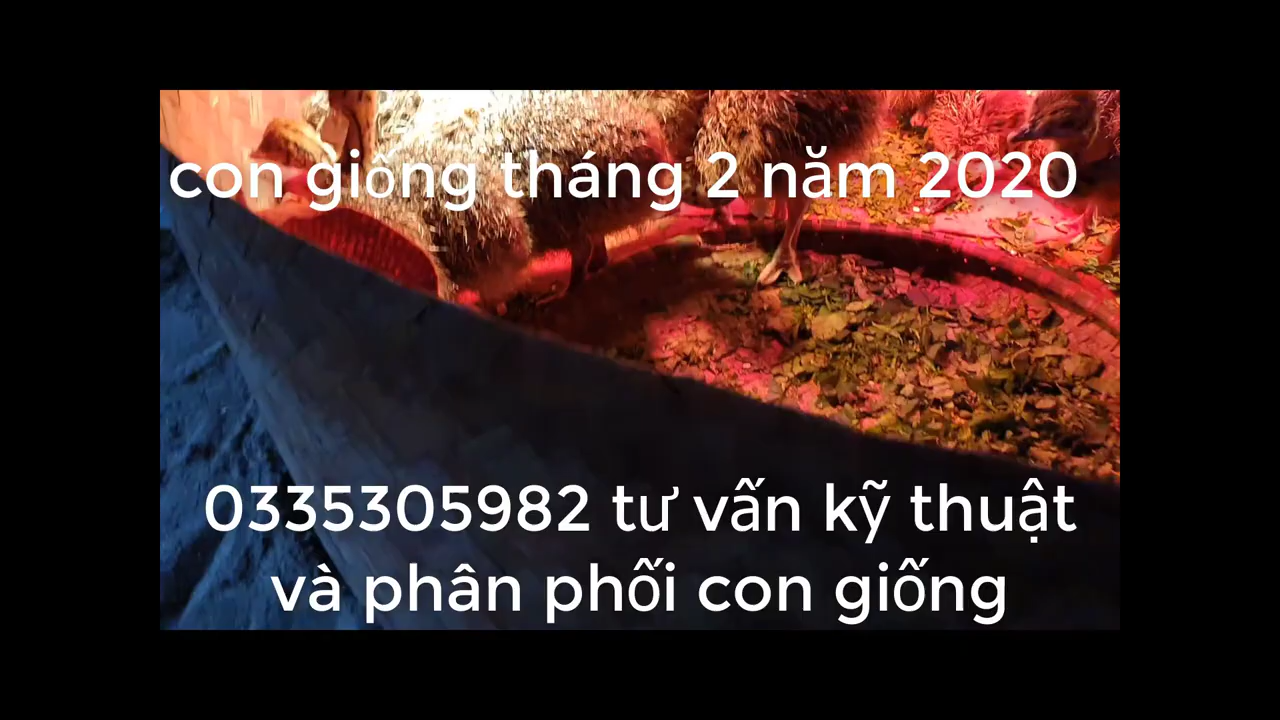 con giống tháng 2 năm 2020
0335305982 tư vấn kỹ thuật
và phân phối con giống